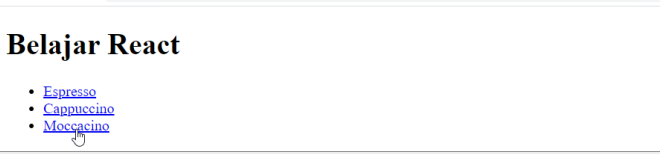 Belajar React
Espresso
Cappuccino
Moccacino